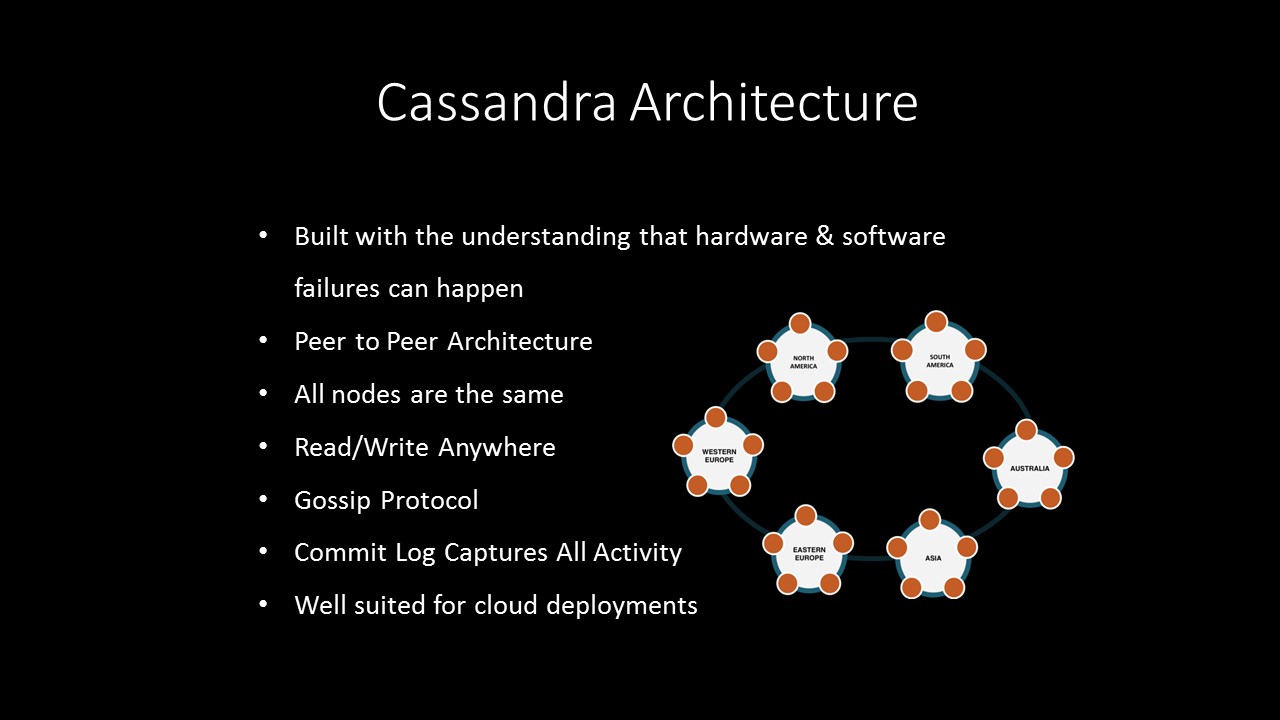 Cassandra Architecture
• Built with the understanding that hardware & software
failures can happen
• Peer to Peer Architecture
• All nodes are the same
• Read/Write Anywhere
• Gossip Protocol
• Commit Log Captures All Activity
• Well suited for cloud deployments
NORTH
AMERICA
SOUTH
AMERICA
WESTERN
EUROPE
AUSTRALIA
EASTERN
EUROPE
ASIA